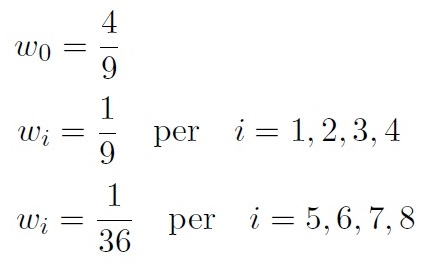 w₀ = 4/9
wᵢ = 1/9 per i = 1, 2, 3, 4
wᵢ = 1/36 per i = 5, 6, 7, 8